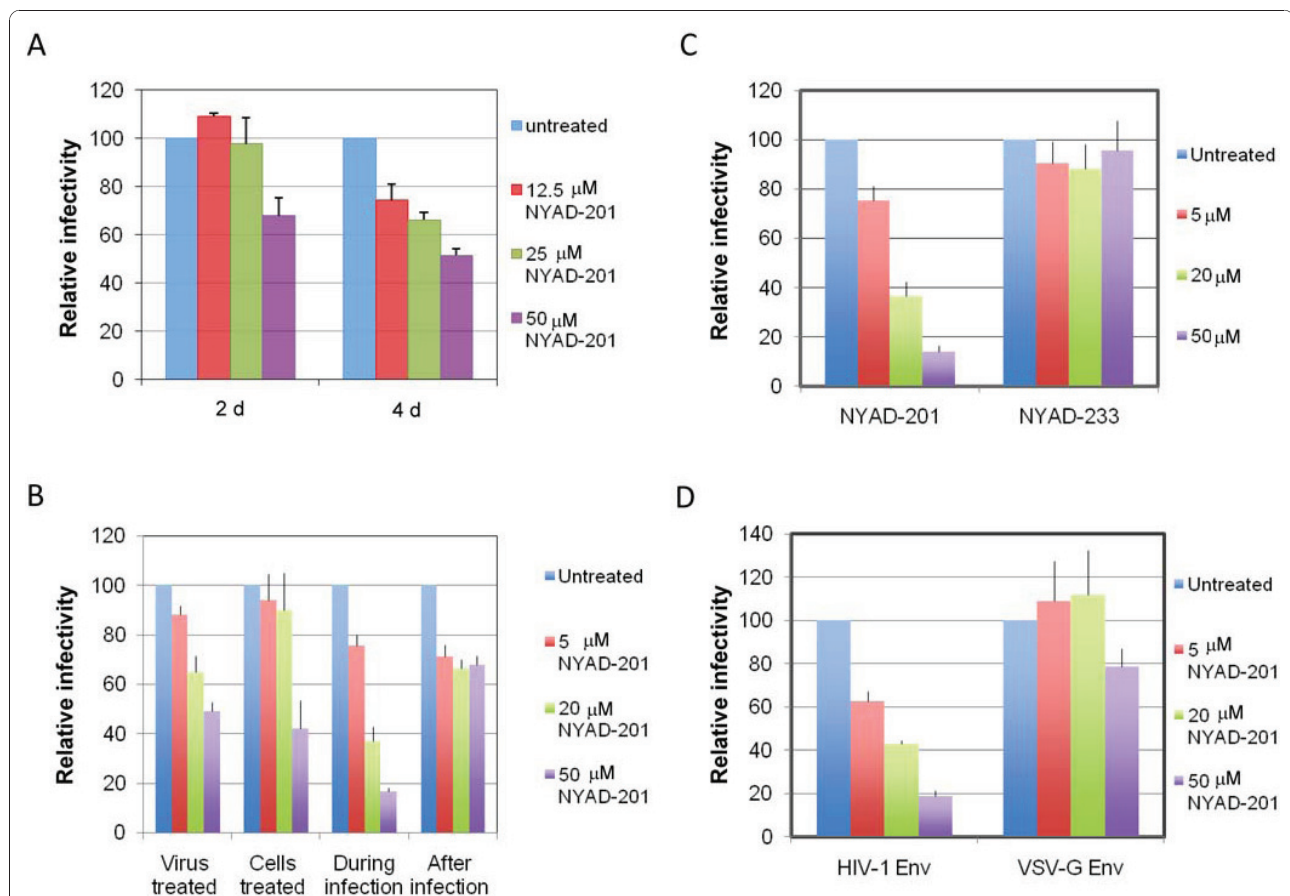 A
Relative infectivity
120
100
80
60
40
20
0
2 d
4 d
untreated
12.5 µM
NYAD-201
25 µM
NYAD-201
50 µM
NYAD-201
C
Relative infectivity
120
100
80
60
40
20
0
NYAD-201
NYAD-233
Untreated
5 µM
20 µM
50 µM
B
Relative infectivity
120
100
80
60
40
20
0
Virus
treated
Cells
treated
During
infection
After
infection
Untreated
5 µM
NYAD-201
20 µM
NYAD-201
50 µM
NYAD-201
D
Relative infectivity
140
120
100
80
60
40
20
0
HIV-1 Env
VSV-G Env
Untreated
5 µM
NYAD-201
20 µM
NYAD-201
50 µM
NYAD-201